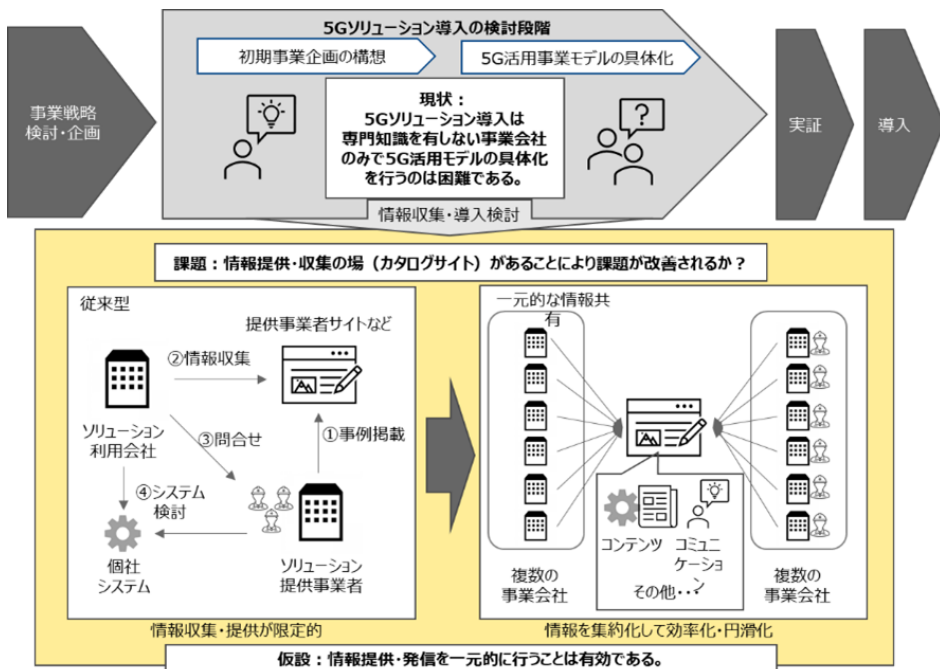 5Gソリューション導入の検討段階
初期事業企画の構想
5G活用事業モデルの具体化
事業戦略
検討・企画
現状：
5Gソリューション導入は
専門知識を有しない事業会社
のみで5G活用モデルの具体化
を行うのは困難である。
実証
導入
情報収集・導入検討
課題：情報提供・収集の場（カタログサイト）があることにより課題が改善されるか？
従来型
提供事業者サイトなど
②情報収集
ソリューション
利用会社
③問合せ
①事例掲載
④システム
検討
個社
システム
ソリューション
提供事業者
情報収集・提供が限定的
一元的な情報共
有
コンテンツ
コミュニ
ケーショ
ン
その他・・
複数の
事業会社
複数の
事業会社
情報を集約化して効率化・円滑化
仮設：情報提供・発信を一元的に行うことは有効である。